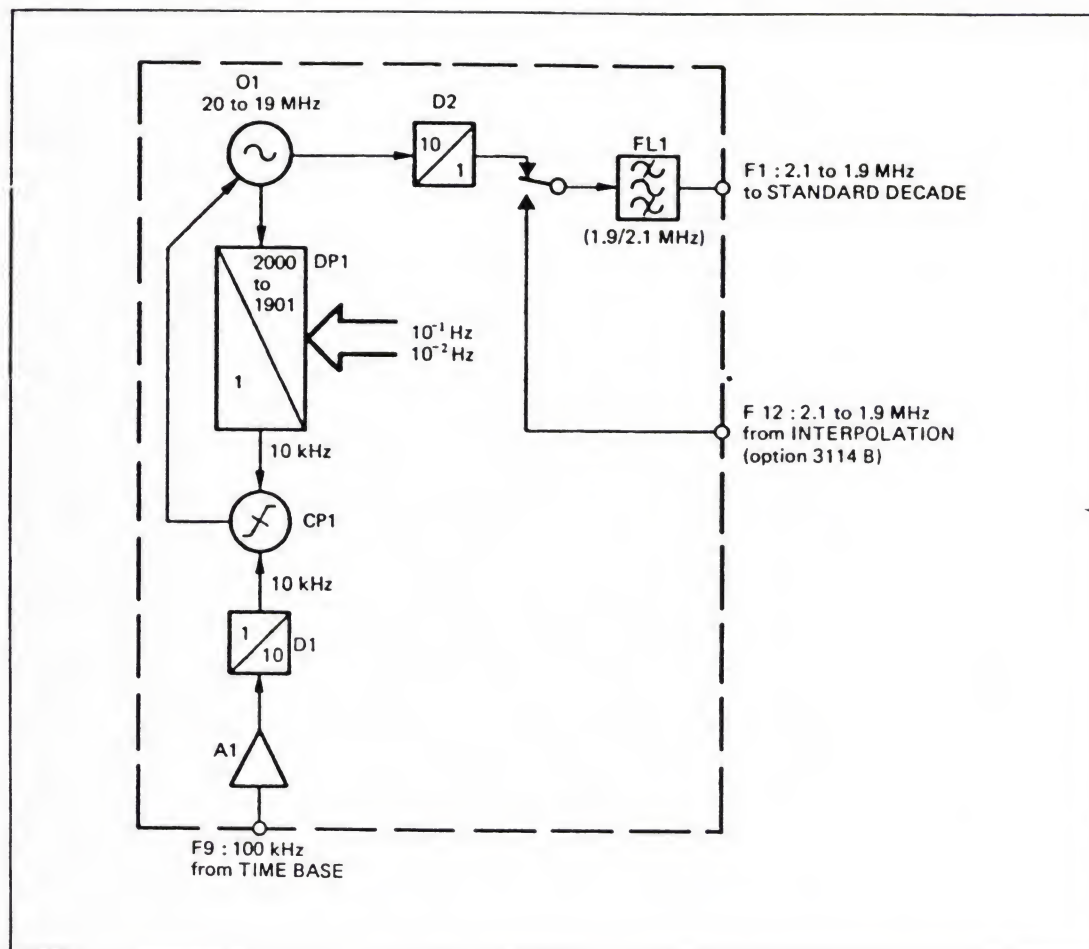 O1
20 to 19 MHz
D2
10
1
FL1
(1.9/2.1 MHz)
F1 : 2.1 to 1.9 MHz
to STANDARD DECADE
2000
to
1901
DP1
1
10⁻¹ Hz
10⁻² Hz
F 12 : 2.1 to 1.9 MHz
from INTERPOLATION
(option 3114 B)
10 kHz
CP1
10 kHz
1
10
D1
A1
F9 : 100 kHz
from TIME BASE